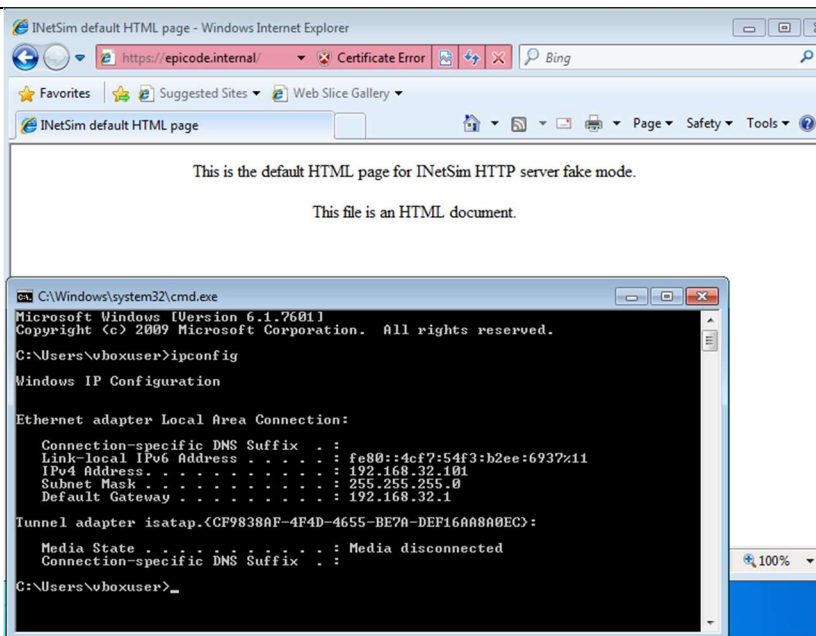 INetSim default HTML page - Windows Internet Explorer
https://epicode.internal/ Certificate Error Bing
Favorites Suggested Sites Web Slice Gallery
INetSim default HTML page Page Safety Tools
This is the default HTML page for INetSim HTTP server fake mode.
This file is an HTML document.
C:\Windows\system32\cmd.exe
Microsoft Windows [Version 6.1.7601]
Copyright (c) 2009 Microsoft Corporation.  All rights reserved.
C:\Users\vboxuser>ipconfig
Windows IP Configuration
Ethernet adapter Local Area Connection:
Connection-specific DNS Suffix  . :
Link-local IPv6 Address . . . . . : fe80::4cf7:54f3:b2ee:6937%11
IPv4 Address. . . . . . . . . . . : 192.168.32.101
Subnet Mask . . . . . . . . . . . : 255.255.255.0
Default Gateway . . . . . . . . . : 192.168.32.1
Tunnel adapter isatap.{CF9838AF-4F4D-4655-BE7A-DEF16AA8A0EC}:
Media State . . . . . . . . . . . : Media disconnected
Connection-specific DNS Suffix  . :
100%
C:\Users\vboxuser>_